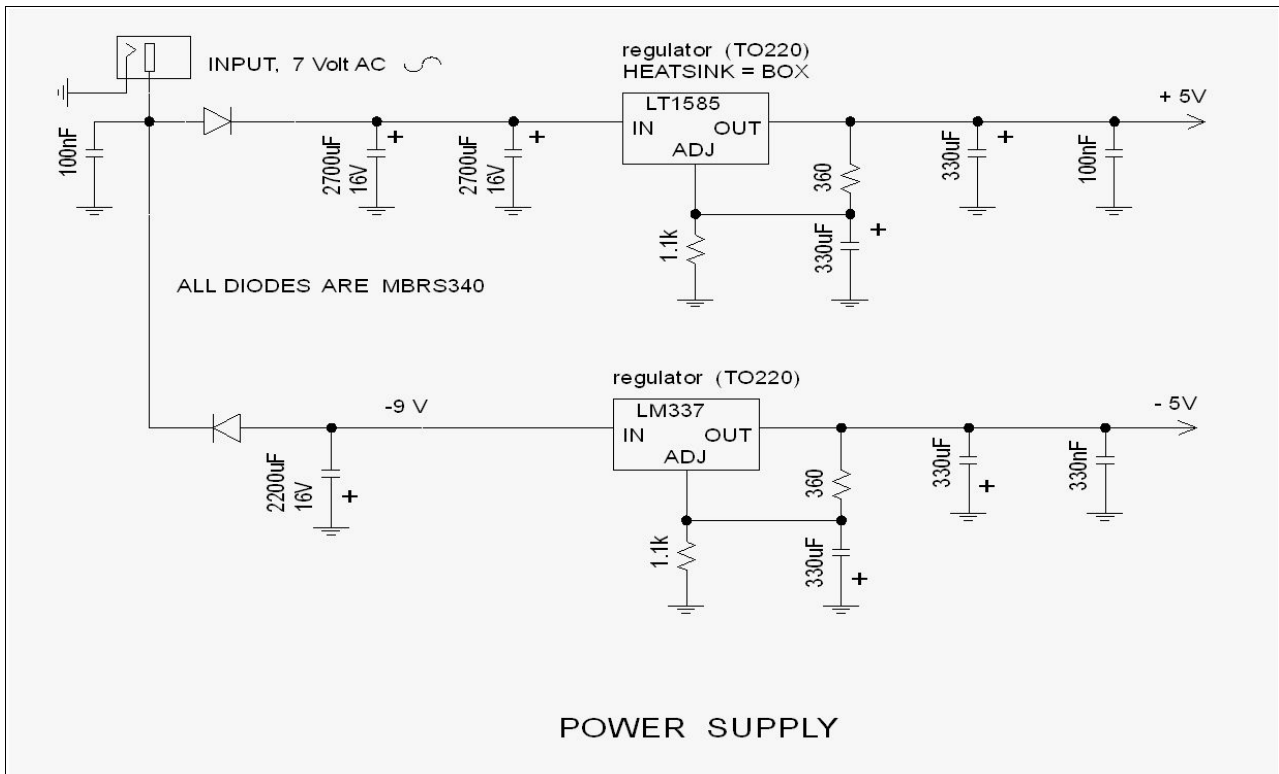 INPUT, 7 Volt AC
regulator (TO220)
HEATSINK = BOX
LT1585
IN OUT
ADJ
+ 5V
100nF
+
2700uF
16V
+
2700uF
16V
360
+
330uF
+
100nF
1.1k
330uF
+
ALL DIODES ARE MBRS340
regulator (TO220)
LM337
IN OUT
ADJ
-9 V
- 5V
2200uF
16V
+
360
330uF
+
330nF
1.1k
330uF
+
POWER SUPPLY